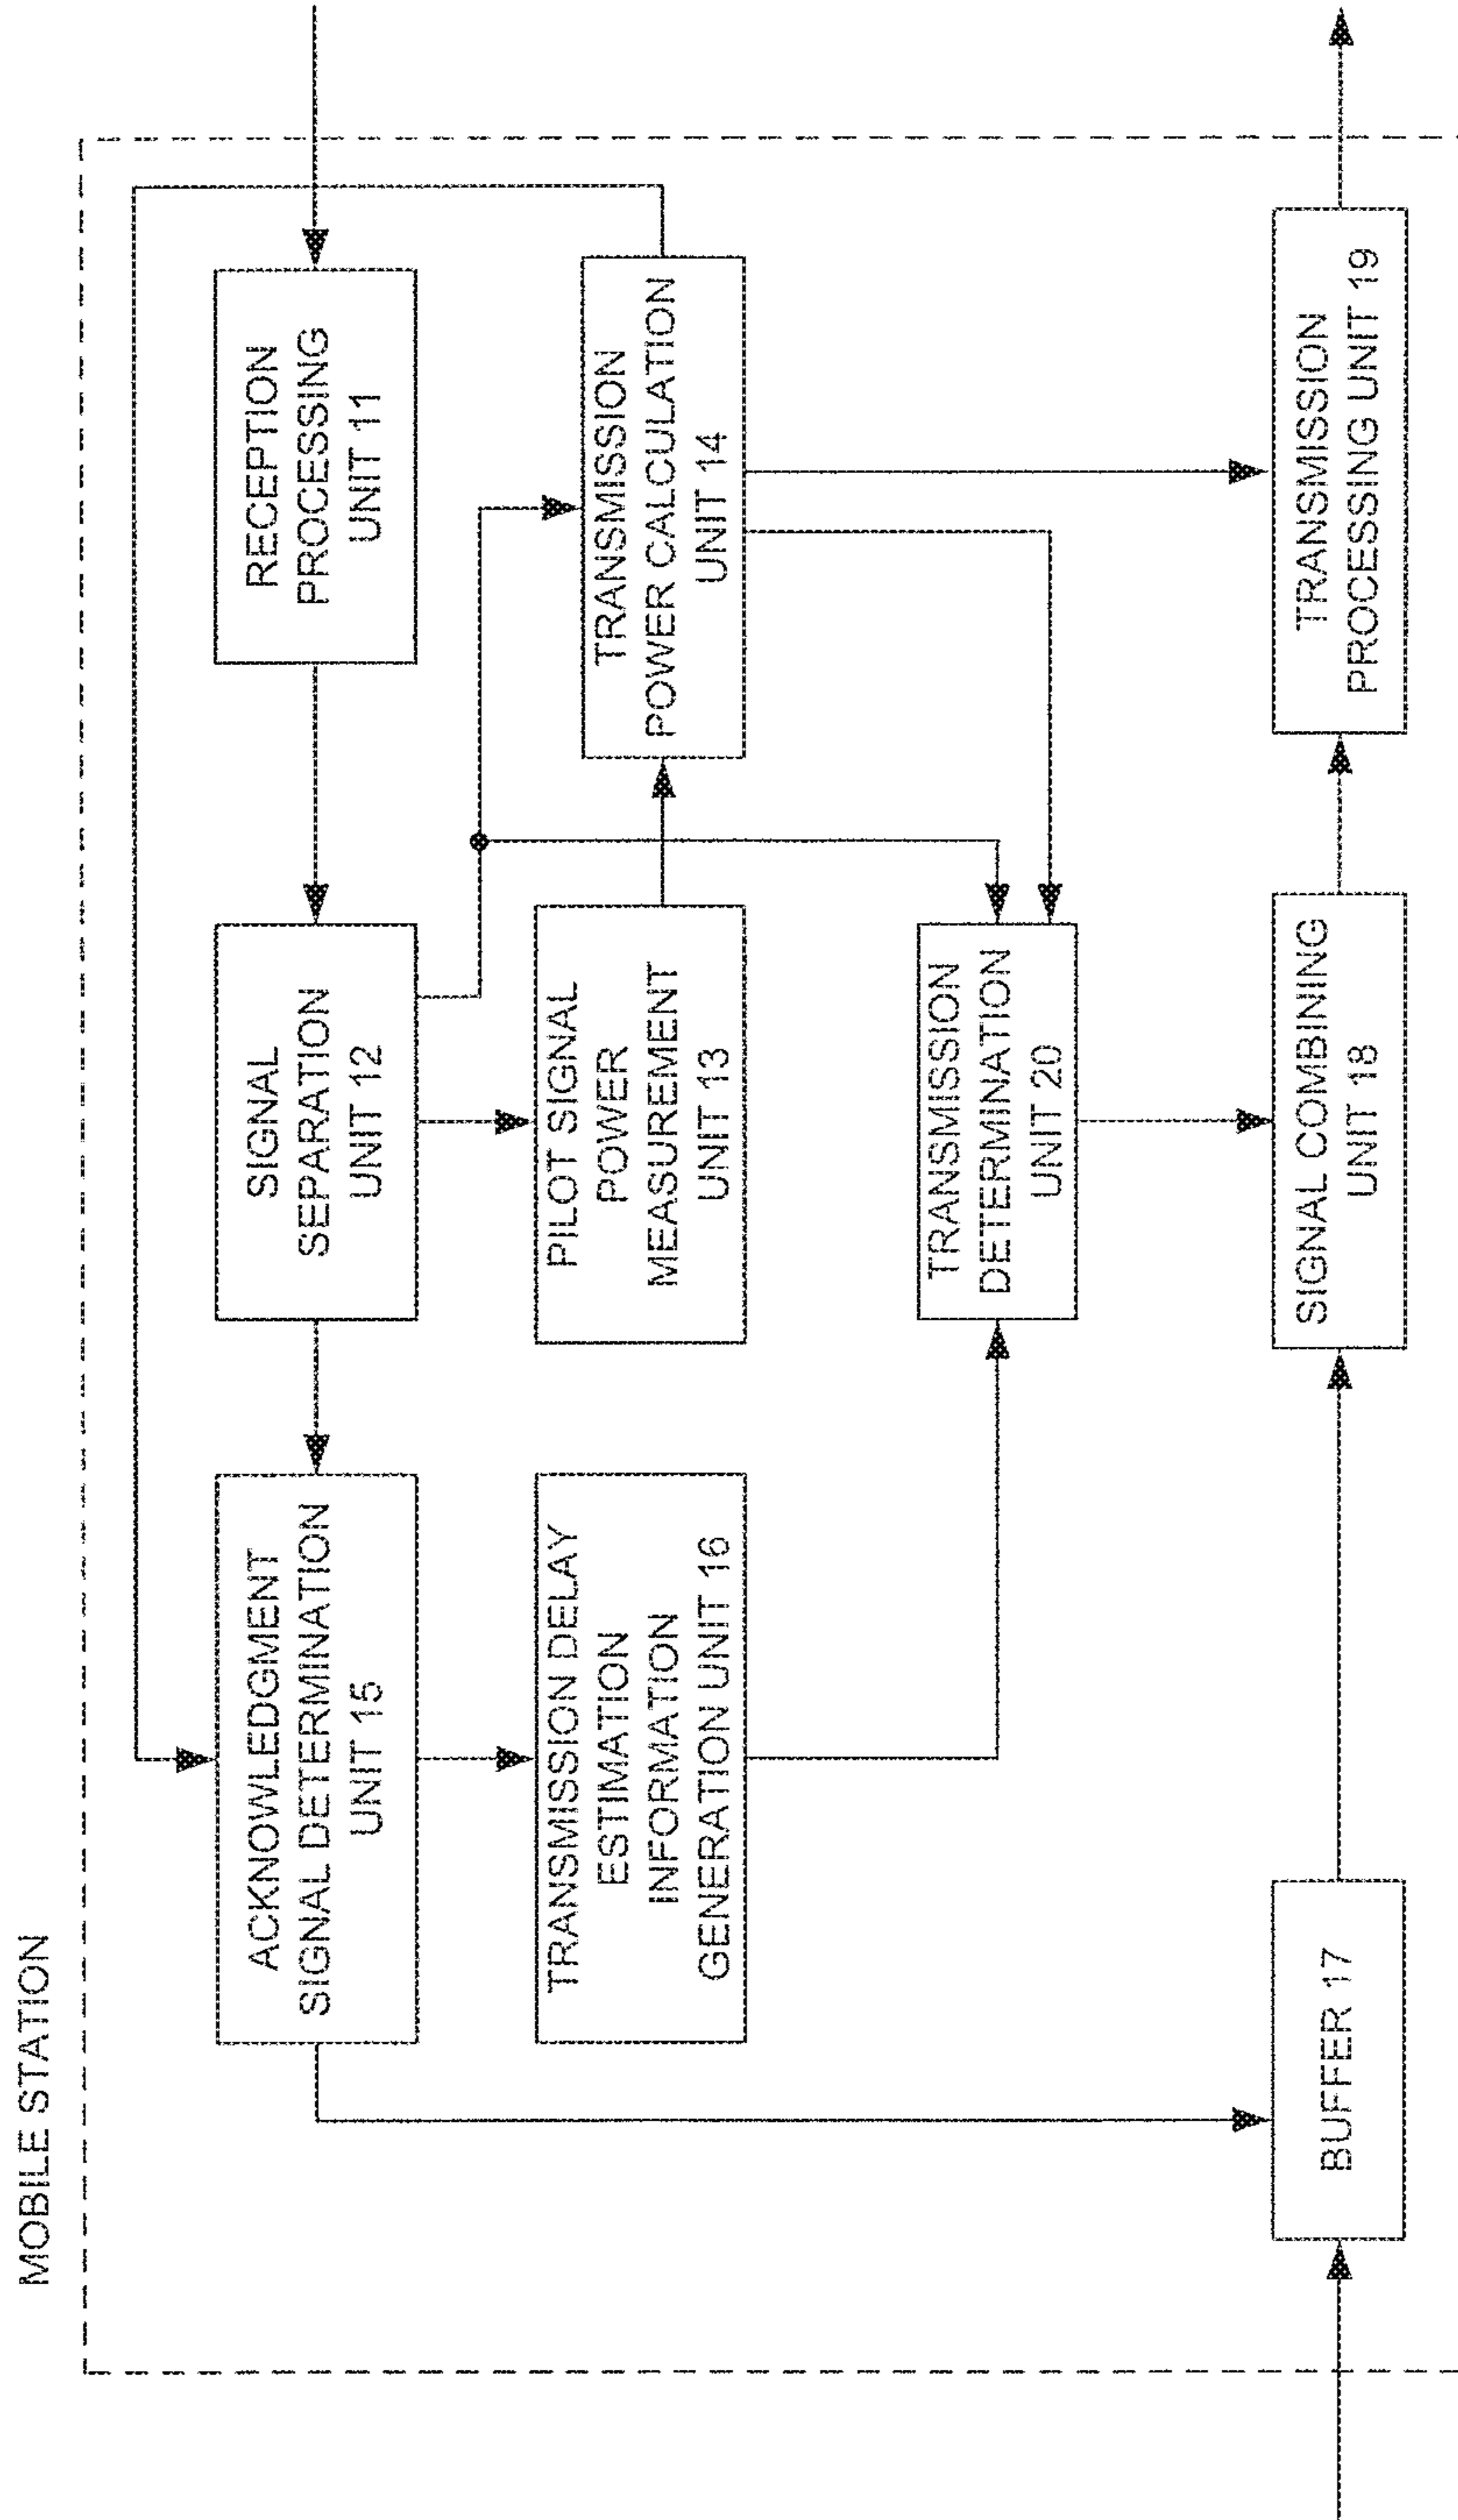 MOBILE STATION
ACKNOWLEDGMENT
SIGNAL DETERMINATION
UNIT 15
SIGNAL
SEPARATION
UNIT 12
RECEPTION
PROCESSING
UNIT 11
TRANSMISSION DELAY
ESTIMATION
INFORMATION
GENERATION UNIT 16
PILOT SIGNAL
POWER
MEASUREMENT
UNIT 13
TRANSMISSION
POWER CALCULATION
UNIT 14
TRANSMISSION
DETERMINATION
UNIT 20
BUFFER 17
SIGNAL COMBINING
UNIT 18
TRANSMISSION
PROCESSING UNIT 19